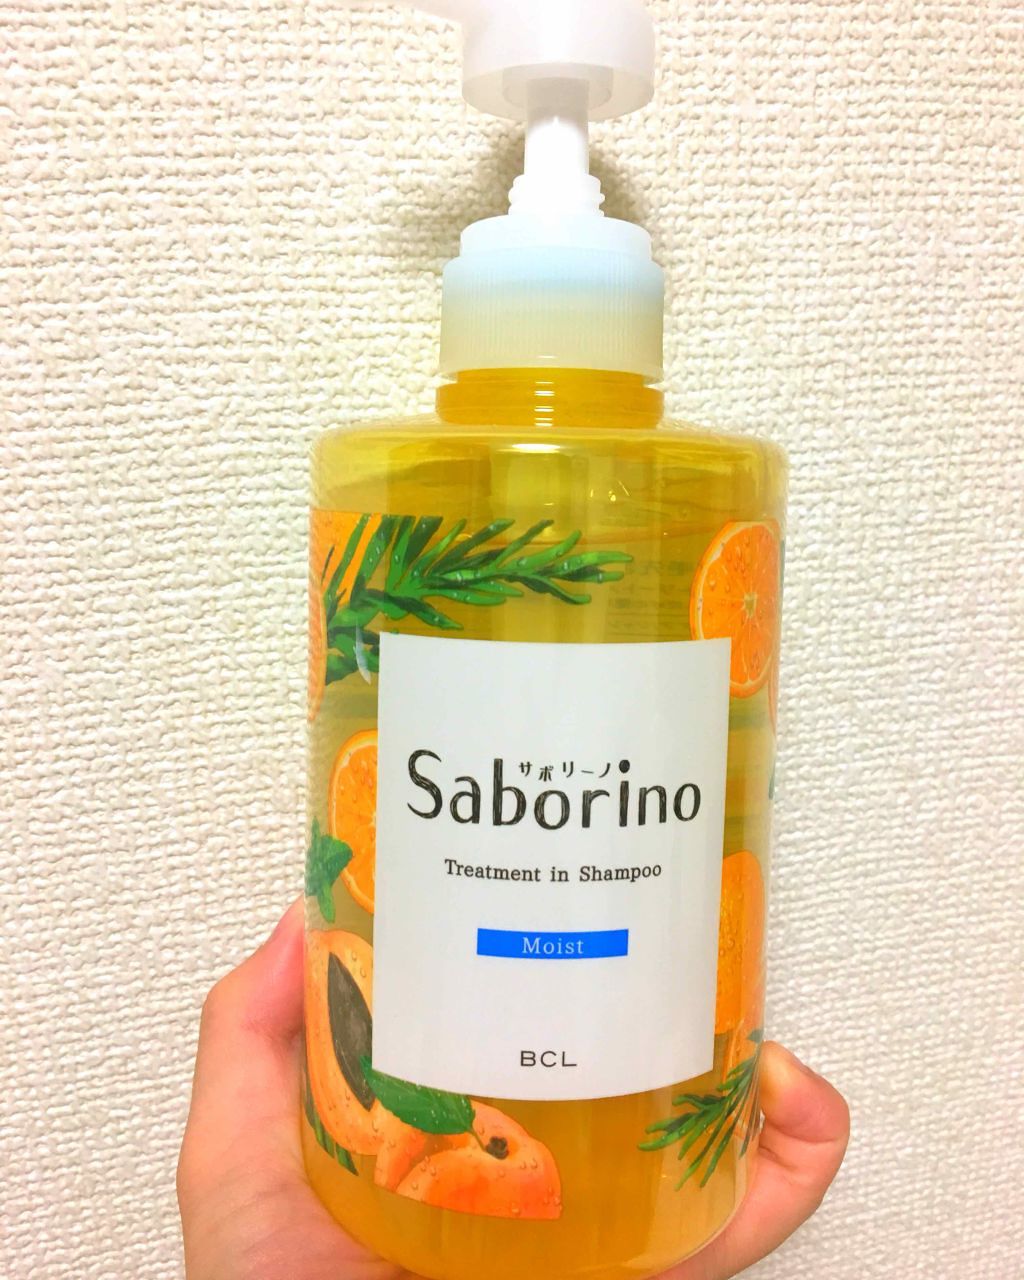 サボリーノ
Saborino
Treatment in Shampoo
Moist
BCL